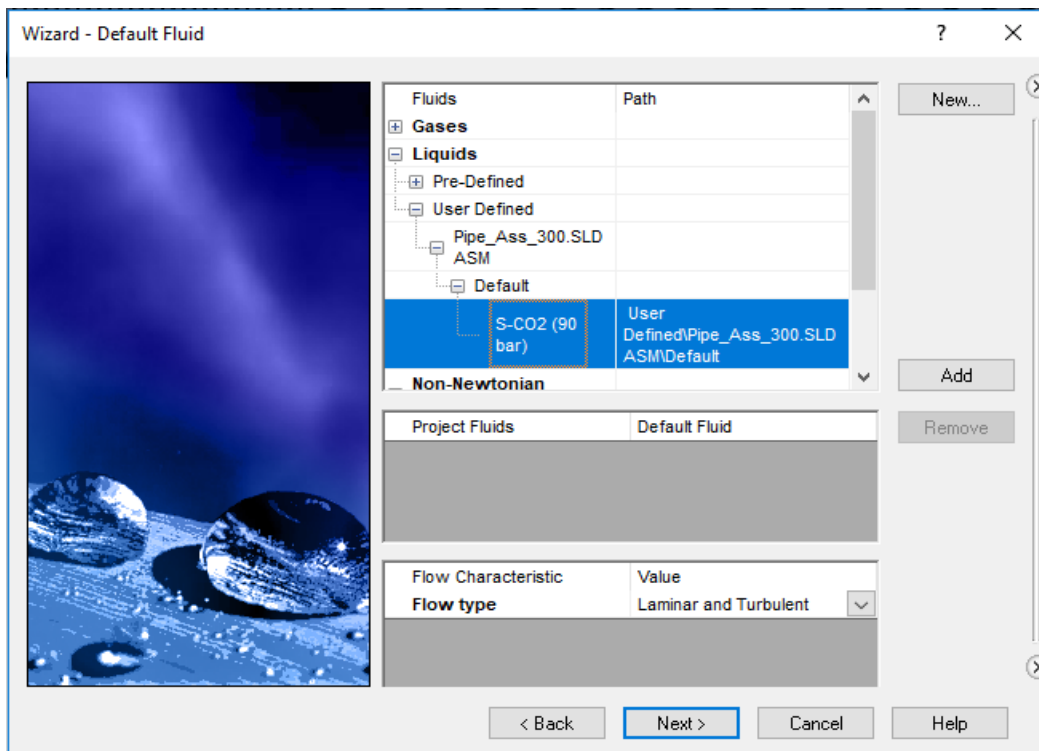 Wizard - Default Fluid
?
Fluids Path
New...
Gases
Liquids
Pre-Defined
User Defined
Pipe_Ass_300.SLD
ASM
Default
S-CO2 (90
bar)
User
Defined\Pipe_Ass_300.SLD
ASM\Default
Non-Newtonian
Add
Project Fluids Default Fluid
Remove
Flow Characteristic Value
Flow type Laminar and Turbulent
< Back Next > Cancel Help